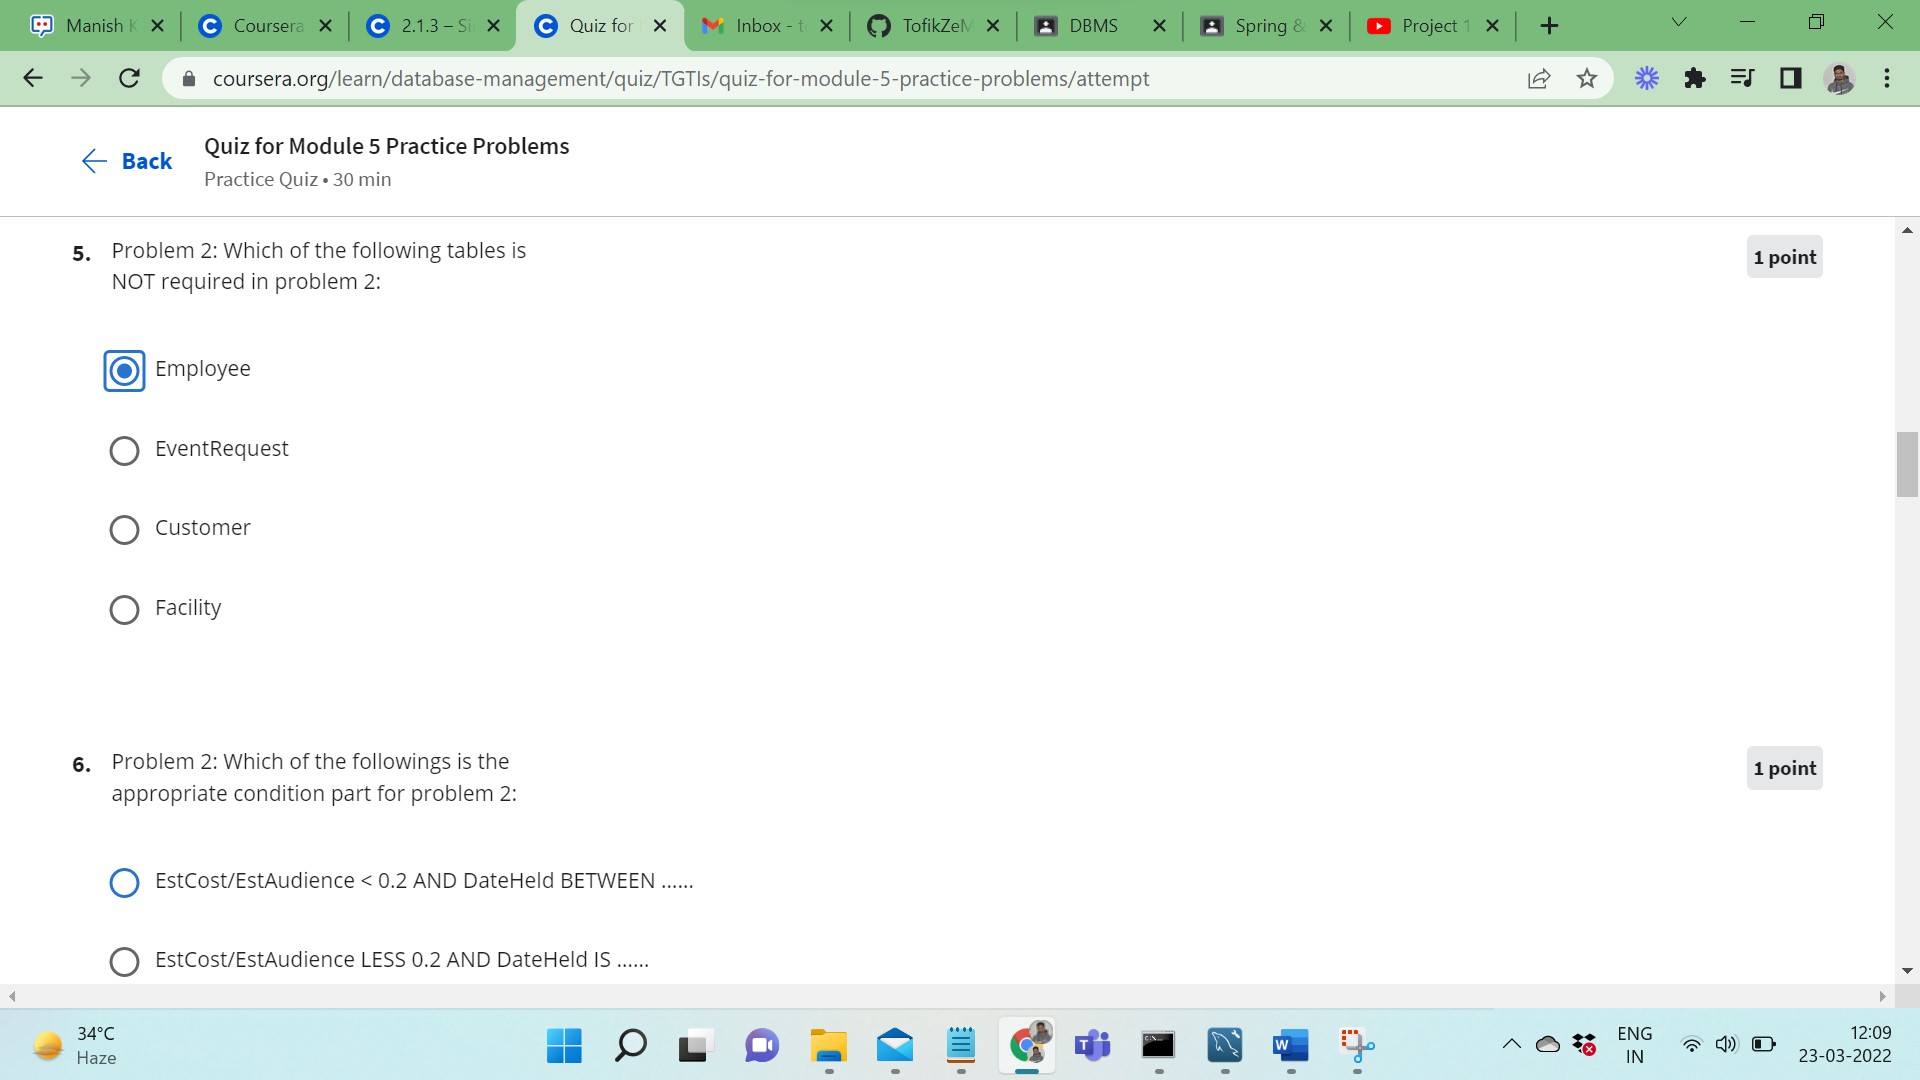 Manish K
Coursera
2.1.3 – Si
Quiz for
Inbox - t
TofikZeM
DBMS
Spring &
Project 1
coursera.org/learn/database-management/quiz/TGTIs/quiz-for-module-5-practice-problems/attempt
Back
Quiz for Module 5 Practice Problems
Practice Quiz • 30 min
5. Problem 2: Which of the following tables is
NOT required in problem 2:
1 point
Employee
EventRequest
Customer
Facility
6. Problem 2: Which of the followings is the
appropriate condition part for problem 2:
1 point
EstCost/EstAudience < 0.2 AND DateHeld BETWEEN ......
EstCost/EstAudience LESS 0.2 AND DateHeld IS ......
34°C
Haze
ENG
IN
12:09
23-03-2022